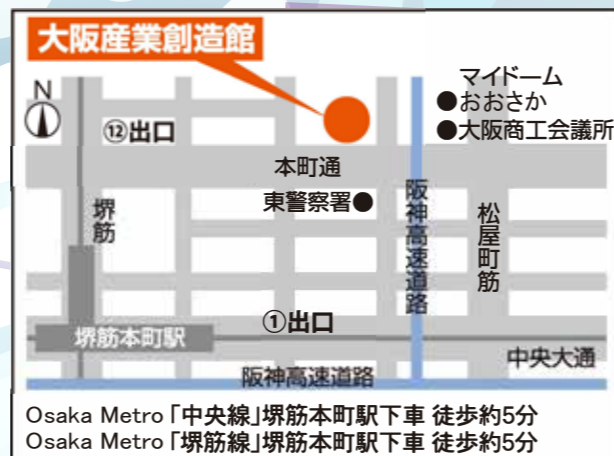 大阪産業創造館
N
マイドーム
●おおさか
●大阪商工会議所
⑫出口
本町通
東警察署●
堺筋
阪神高速道路
松屋町筋
①出口
堺筋本町駅
中央大通
阪神高速道路
Osaka Metro「中央線」堺筋本町駅下車 徒歩約5分
Osaka Metro「堺筋線」堺筋本町駅下車 徒歩約5分